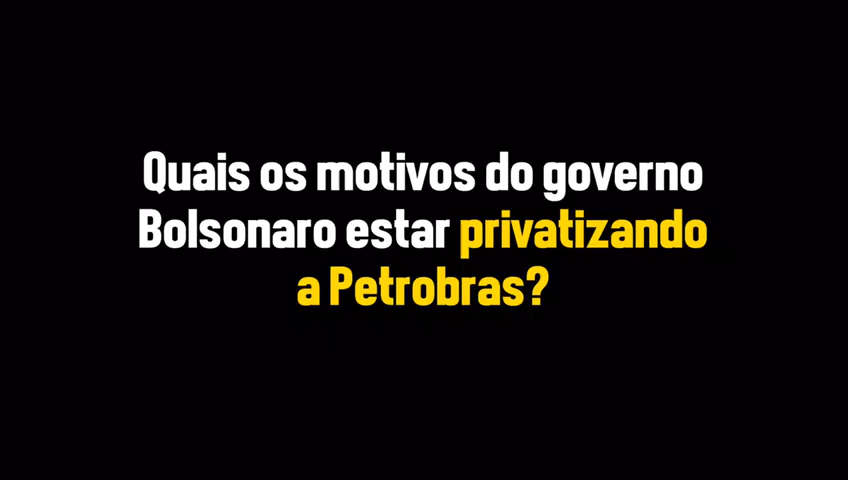 Quais os motivos do governo
Bolsonaro estar privatizando
a Petrobras?